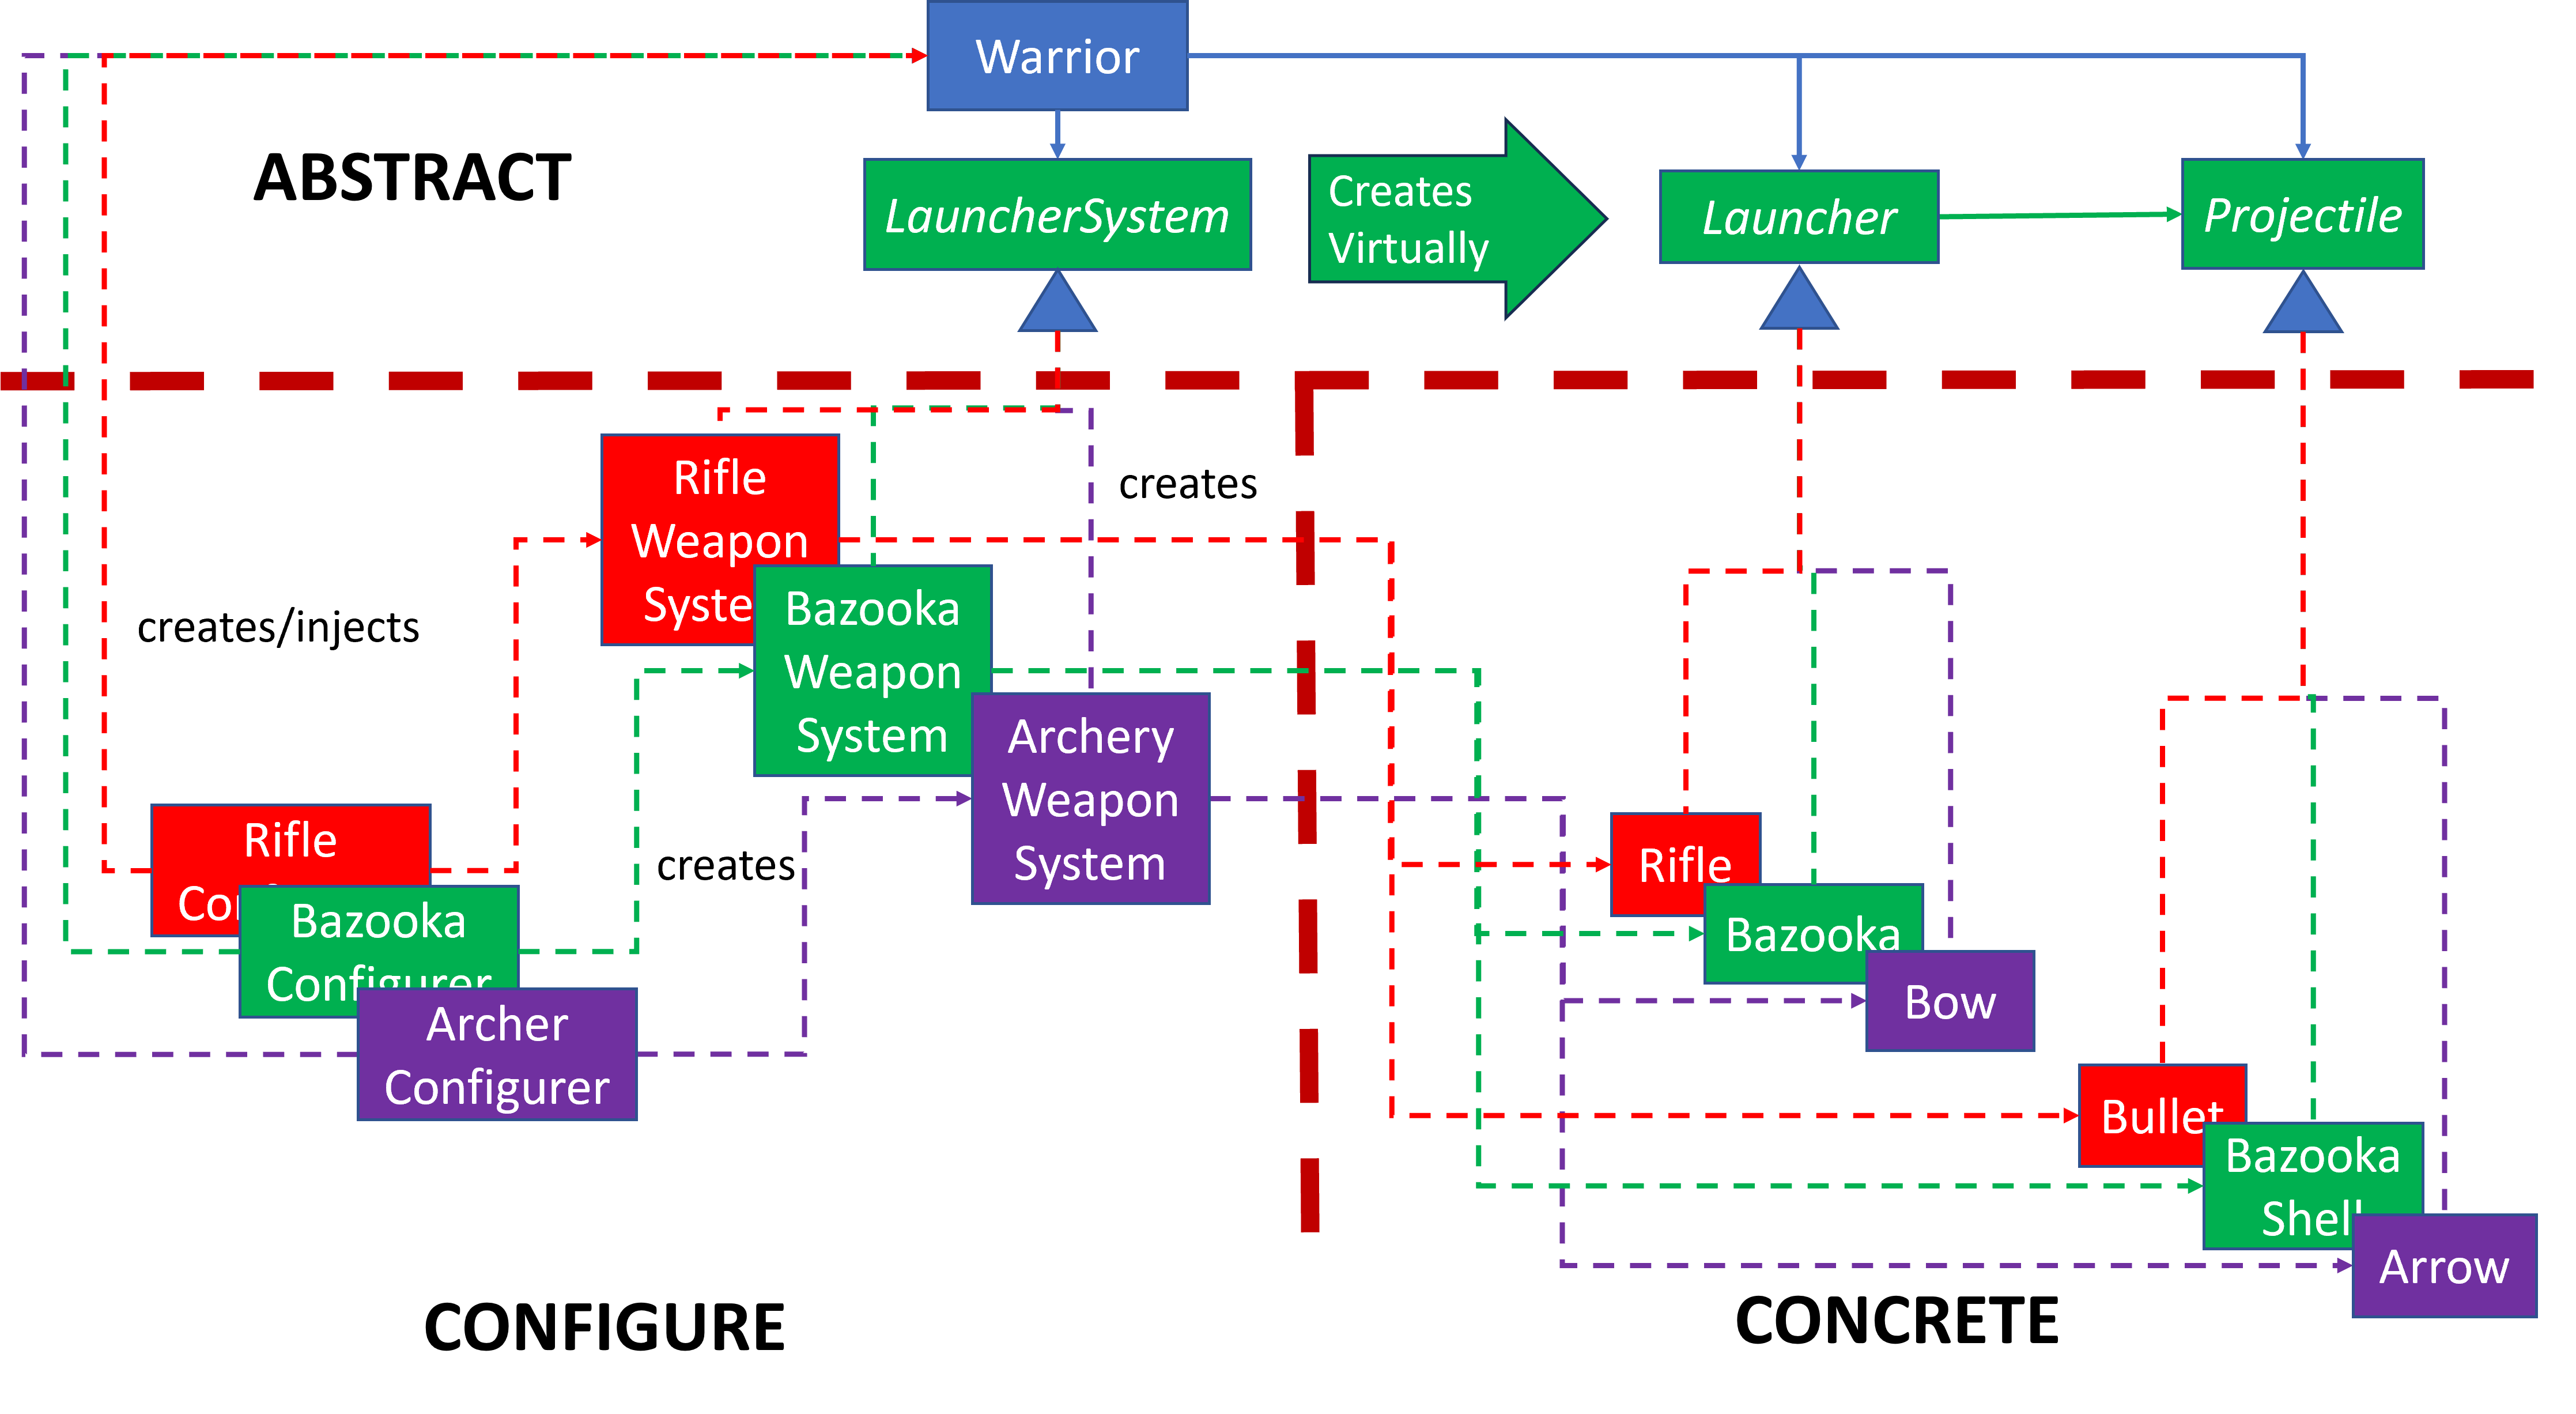 Warrior
ABSTRACT
LauncherSystem
Creates
Virtually
Launcher
Projectile
Rifle
Weapon
Syste
creates
creates/injects
Bazooka
Weapon
System
Archery
Weapon
System
Rifle
Bazooka
Configurer
creates
Archer
Configurer
Rifle
Bazooka
Bow
Bullet
Bazooka
Shell
Arrow
CONFIGURE
CONCRETE